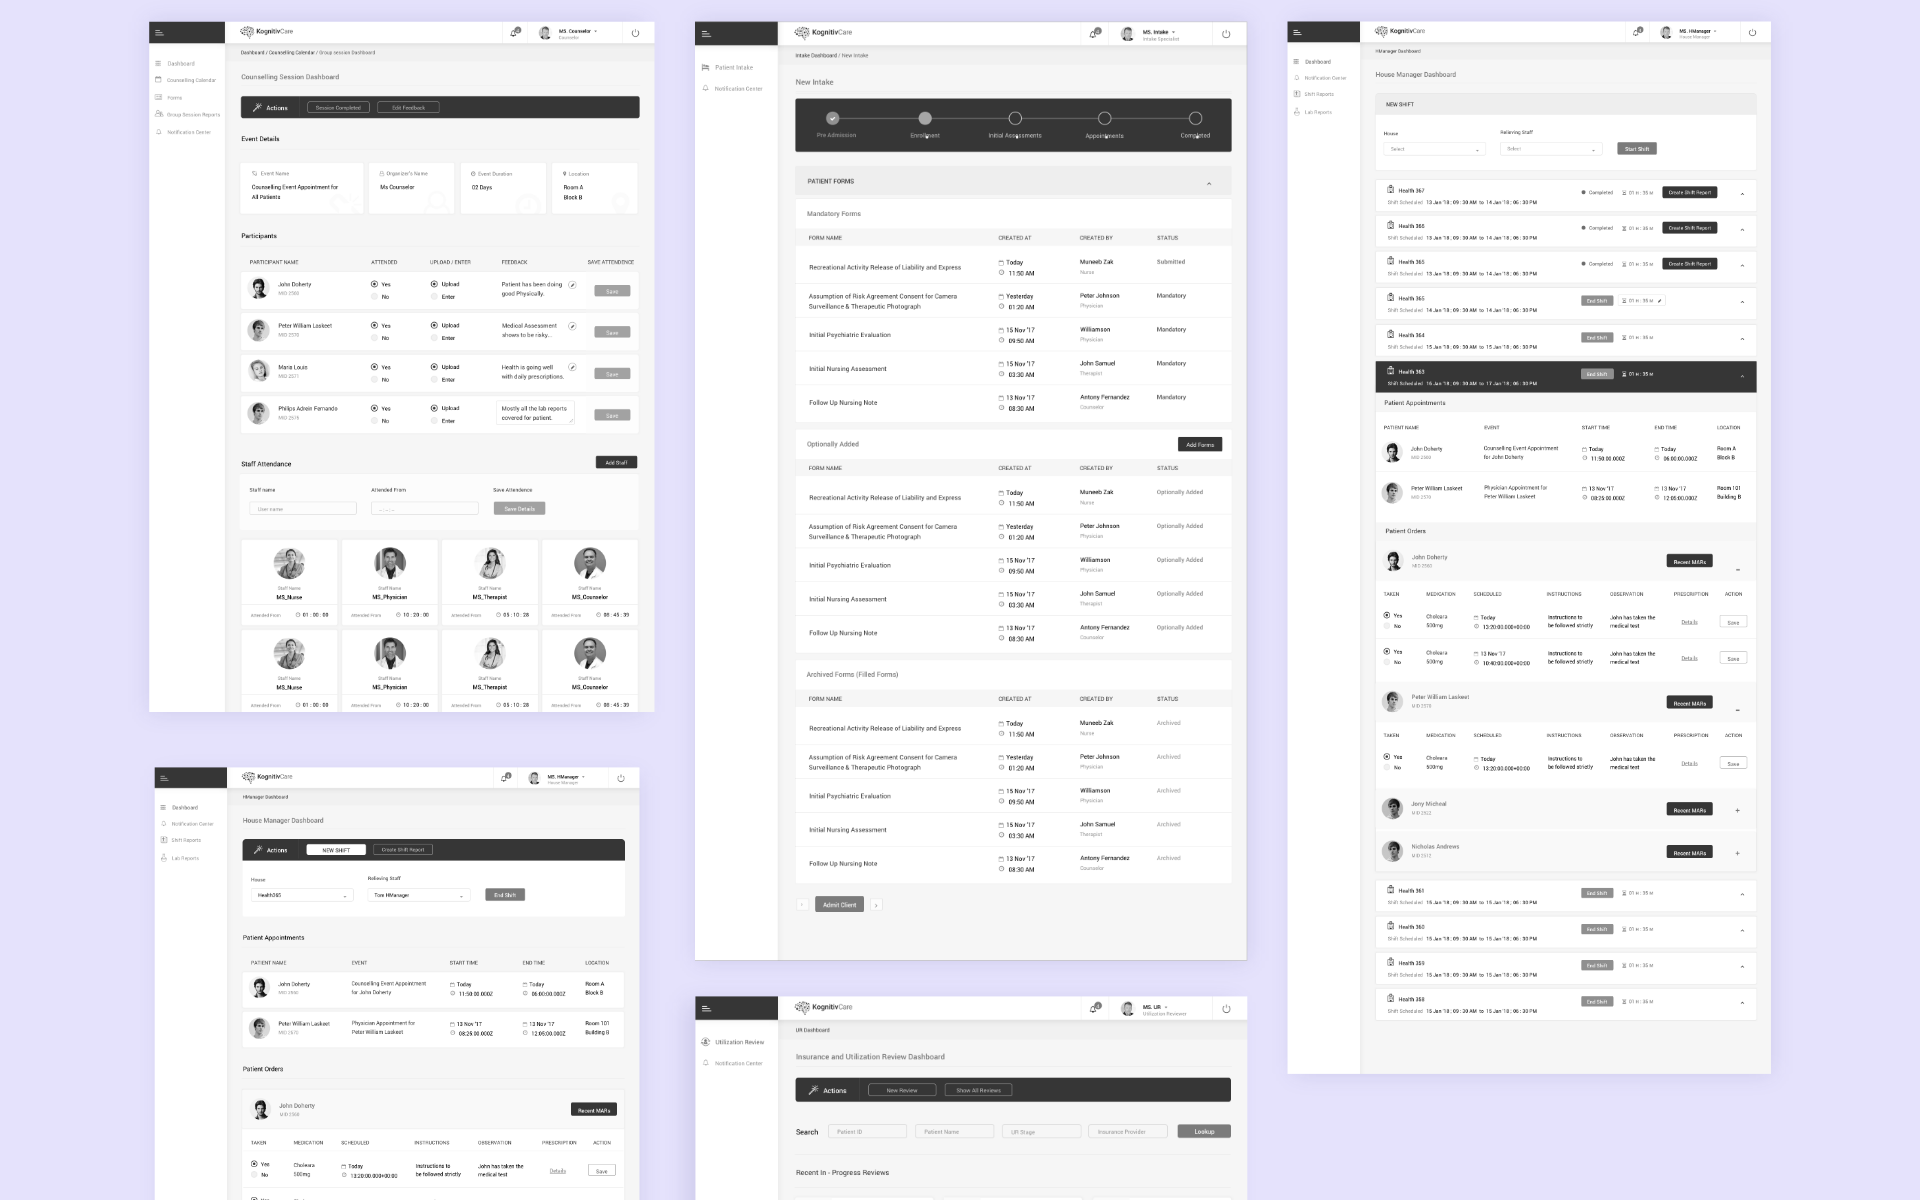 KognitivCare
MS. Counselor
Counselor
Dashboard / Counselling Calendar / Group session Dashboard
Dashboard
Counselling Calendar
Forms
Group Session Reports
Notification Center
Counselling Session Dashboard
Actions
Session Completed
Edit Feedback
Event Details
Event Name
Organizer's Name
Event Duration
Location
Counselling Event Appointment for
All Patients
Ms Counselor
02 Days
Room A
Block B
Participants
PARTICIPANT NAME
ATTENDED
UPLOAD / ENTER
FEEDBACK
SAVE ATTENDENCE
John Doherty
Yes
Upload
Patient has been doing
good Physically.
Save
No
Enter
Peter William Laskeet
Yes
Upload
Medical Assessment
shows to be risky...
Save
No
Enter
Maria Louis
Yes
Upload
Health is going well
with daily prescriptions.
Save
No
Enter
Philips Adrein Fernando
Yes
Upload
Mostly all the lab reports
covered for patient.
Save
No
Enter
Staff Attendance
Add Staff
Staff name
Attended From
Save Attendence
User name
Save Details
Staff Name
MS_Nurse
Attended From 01 : 00 : 00
Staff Name
MS_Physician
Attended From 10 : 20 : 00
Staff Name
MS_Therapist
Attended From 05 : 10 : 28
Staff Name
MS_Counselor
Attended From 08 : 45 : 39
Staff Name
MS_Nurse
Attended From 01 : 00 : 00
Staff Name
MS_Physician
Attended From 10 : 20 : 00
Staff Name
MS_Therapist
Attended From 05 : 10 : 28
Staff Name
MS_Counselor
Attended From 08 : 45 : 39
KognitivCare
MS. HManager
House Manager
HManager Dashboard
Dashboard
Notification Center
Shift Reports
Lab Reports
House Manager Dashboard
Actions
NEW SHIFT
Create Shift Report
House
Relieving Staff
Health365
Tom HManager
End Shift
Patient Appointments
PATIENT NAME
EVENT
START TIME
END TIME
LOCATION
John Doherty
Counselling Event Appointment
for John Doherty
Today
11:50:00.000Z
Today
06:00:00.000Z
Room A
Block B
Peter William Laskeet
Physician Appointment for
Peter William Laskeet
13 Nov '17
08:25:00.000Z
13 Nov '17
12:05:00.000Z
Room 101
Building B
Patient Orders
John Doherty
Recent MARs
TAKEN
MEDICATION
SCHEDULED
INSTRUCTIONS
OBSERVATION
PRESCRIPTION
ACTION
Yes
No
Choleara
500mg
Today
13:20:00.000+00:00
Instructions to
be followed strictly
John has taken the
medical test
Details
Save
KognitivCare
MS. Intake
Intake Specialist
Intake Dashboard / New Intake
Patient Intake
Notification Center
New Intake
Pre Admission
Enrollment
Initial Assessments
Appointments
Completed
PATIENT FORMS
Mandatory Forms
FORM NAME
CREATED AT
CREATED BY
STATUS
Recreational Activity Release of Liability and Express
Today
11:50 AM
Muneeb Zak
Nurse
Submitted
Assumption of Risk Agreement Consent for Camera
Surveillance & Therapeutic Photograph
Yesterday
01:20 AM
Peter Johnson
Physician
Mandatory
Initial Psychiatric Evaluation
15 Nov '17
09:50 AM
Williamson
Physician
Mandatory
Initial Nursing Assessment
15 Nov '17
03:30 AM
John Samuel
Therapist
Mandatory
Follow Up Nursing Note
13 Nov '17
08:30 AM
Antony Fernandez
Counselor
Mandatory
Optionally Added
Add Forms
FORM NAME
CREATED AT
CREATED BY
STATUS
Recreational Activity Release of Liability and Express
Today
11:50 AM
Muneeb Zak
Nurse
Optionally Added
Assumption of Risk Agreement Consent for Camera
Surveillance & Therapeutic Photograph
Yesterday
01:20 AM
Peter Johnson
Physician
Optionally Added
Initial Psychiatric Evaluation
15 Nov '17
09:50 AM
Williamson
Physician
Optionally Added
Initial Nursing Assessment
15 Nov '17
03:30 AM
John Samuel
Therapist
Optionally Added
Follow Up Nursing Note
13 Nov '17
08:30 AM
Antony Fernandez
Counselor
Optionally Added
Archived Forms (Filled Forms)
FORM NAME
CREATED AT
CREATED BY
STATUS
Recreational Activity Release of Liability and Express
Today
11:50 AM
Muneeb Zak
Nurse
Archived
Assumption of Risk Agreement Consent for Camera
Surveillance & Therapeutic Photograph
Yesterday
01:20 AM
Peter Johnson
Physician
Archived
Initial Psychiatric Evaluation
15 Nov '17
09:50 AM
Williamson
Physician
Archived
Initial Nursing Assessment
15 Nov '17
03:30 AM
John Samuel
Therapist
Archived
Follow Up Nursing Note
13 Nov '17
08:30 AM
Antony Fernandez
Counselor
Archived
Admit Client
KognitivCare
MS. UR
Utilization Reviewer
UR Dashboard
Utilization Review
Notification Center
Insurance and Utilization Review Dashboard
Actions
New Review
Show All Reviews
Search
Patient ID
Patient Name
UR Stage
Insurance Provider
Lookup
Recent In - Progress Reviews
KognitivCare
MS. HManager
House Manager
HManager Dashboard
Dashboard
Notification Center
Shift Reports
Lab Reports
House Manager Dashboard
NEW SHIFT
House
Relieving Staff
Select
Select
Start Shift
Health 367
Completed
01 H : 35 M
Create Shift Report
Shift Scheduled 13 Jan '18 ; 09 : 30 AM to 14 Jan '18 ; 06 : 30 PM
Health 366
Completed
01 H : 35 M
Create Shift Report
Shift Scheduled 13 Jan '18 ; 09 : 30 AM to 14 Jan '18 ; 06 : 30 PM
Health 365
Completed
01 H : 35 M
Create Shift Report
Shift Scheduled 13 Jan '18 ; 09 : 30 AM to 14 Jan '18 ; 06 : 30 PM
Health 365
End Shift
01 H : 35 M
Shift Scheduled 14 Jan '18 ; 09 : 30 AM to 14 Jan '18 ; 06 : 30 PM
Health 364
End Shift
01 H : 35 M
Shift Scheduled 15 Jan '18 ; 09 : 30 AM to 15 Jan '18 ; 06 : 30 PM
Health 363
End Shift
01 H : 35 M
Shift Scheduled 16 Jan '18 ; 09 : 30 AM to 17 Jan '18 ; 06 : 30 PM
Patient Appointments
PATIENT NAME
EVENT
START TIME
END TIME
LOCATION
John Doherty
Counselling Event Appointment
for John Doherty
Today
11:50:00.000Z
Today
06:00:00.000Z
Room A
Block B
Peter William Laskeet
Physician Appointment for
Peter William Laskeet
13 Nov '17
08:25:00.000Z
13 Nov '17
12:05:00.000Z
Room 101
Building B
Patient Orders
John Doherty
Recent MARs
TAKEN
MEDICATION
SCHEDULED
INSTRUCTIONS
OBSERVATION
PRESCRIPTION
ACTION
Yes
No
Choleara
500mg
Today
13:20:00.000+00:00
Instructions to
be followed strictly
John has taken the
medical test
Details
Save
Yes
No
Choleara
500mg
13 Nov '17
10:40:00.000+00:00
Instructions to
be followed strictly
John has taken the
medical test
Details
Save
Peter William Laskeet
Recent MARs
TAKEN
MEDICATION
SCHEDULED
INSTRUCTIONS
OBSERVATION
PRESCRIPTION
ACTION
Yes
No
Choleara
500mg
Today
13:20:00.000+00:00
Instructions to
be followed strictly
John has taken the
medical test
Details
Save
Jony Micheal
Recent MARs
Nicholas Andrews
Recent MARs
Health 361
End Shift
01 H : 35 M
Shift Scheduled 15 Jan '18 ; 09 : 30 AM to 15 Jan '18 ; 06 : 30 PM
Health 360
End Shift
01 H : 35 M
Shift Scheduled 15 Jan '18 ; 09 : 30 AM to 15 Jan '18 ; 06 : 30 PM
Health 359
End Shift
01 H : 35 M
Shift Scheduled 15 Jan '18 ; 09 : 30 AM to 15 Jan '18 ; 06 : 30 PM
Health 358
End Shift
01 H : 35 M
Shift Scheduled 15 Jan '18 ; 09 : 30 AM to 15 Jan '18 ; 06 : 30 PM